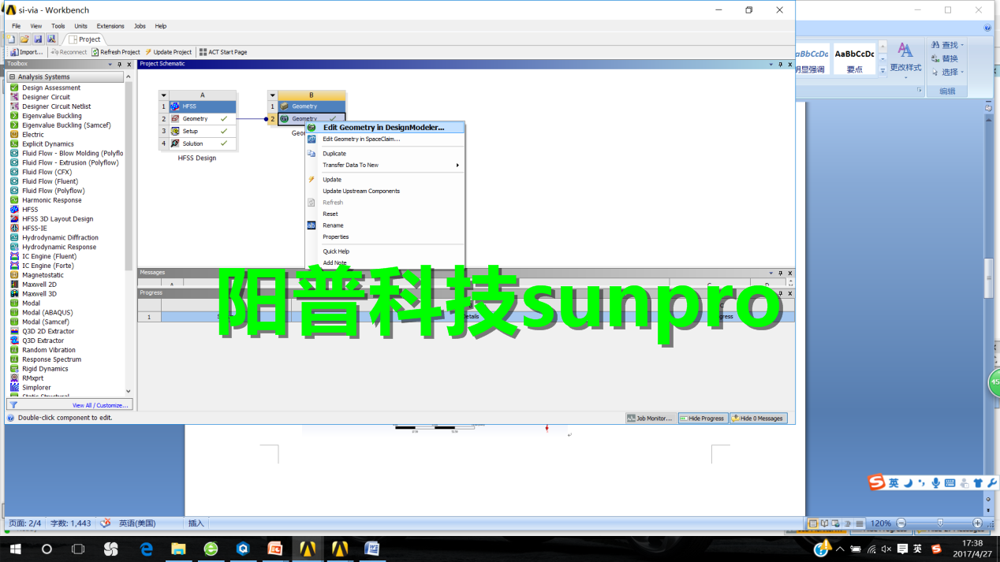 si-via - Workbench
File View Tools Units Extensions Jobs Help
Project
Import... Reconnect Refresh Project Update Project ACT Start Page
Toolbox
Project Schematic
Analysis Systems
Design Assessment
Designer Circuit
Designer Circuit Netlist
Eigenvalue Buckling
Eigenvalue Buckling (Samcef)
Electric
Explicit Dynamics
Fluid Flow - Blow Molding (Polyflo
Fluid Flow - Extrusion (Polyflow)
Fluid Flow (CFX)
Fluid Flow (Fluent)
Fluid Flow (Polyflow)
Harmonic Response
HFSS
HFSS 3D Layout Design
HFSS-IE
Hydrodynamic Diffraction
Hydrodynamic Response
IC Engine (Fluent)
IC Engine (Forte)
Magnetostatic
Maxwell 2D
Maxwell 3D
Modal
Modal (ABAQUS)
Modal (Samcef)
Q3D 2D Extractor
Q3D Extractor
Random Vibration
Response Spectrum
Rigid Dynamics
RMxprt
Simplorer
View All / Customize...
Double-click component to edit.
A
1 HFSS
2 Geometry
3 Setup
4 Solution
HFSS Design
B
1 Geometry
2 Geometry
Edit Geometry in DesignModeler...
Edit Geometry in SpaceClaim...
Duplicate
Transfer Data To New
Update
Update Upstream Components
Refresh
Reset
Rename
Properties
Quick Help
Add Note
Messages
A C D
Progress
1
阳普科技sunpro
Job Monitor... Hide Progress Hide 0 Messages
AaBbCcDc
要点
更改样式
查找
替换
选择
编辑
英
页面: 2/4 字数: 1,443 英语(美国) 插入
120%
英
17:38
2017/4/27